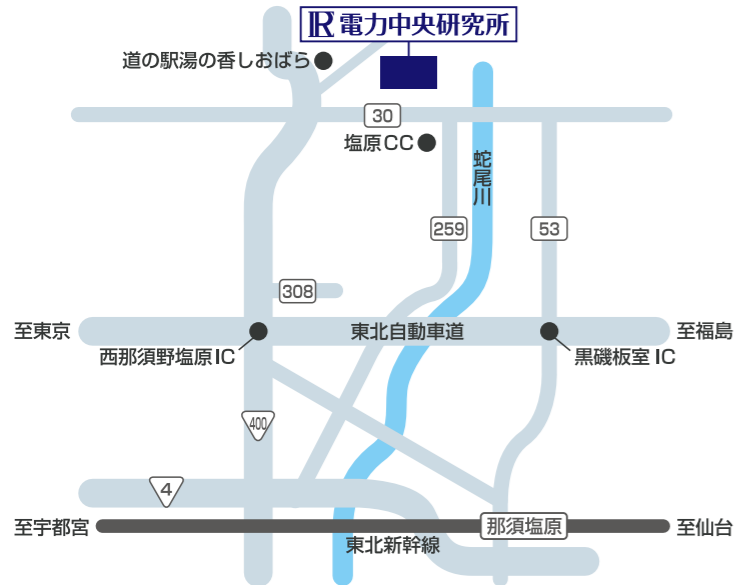 電力中央研究所
道の駅湯の香しおばら
30
塩原CC
蛇尾川
259
53
308
至東京
東北自動車道
至福島
西那須野塩原IC
黒磯板室IC
400
4
至宇都宮
那須塩原
至仙台
東北新幹線